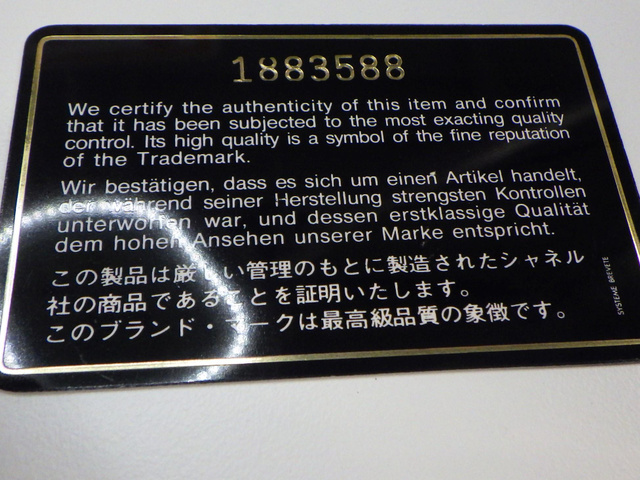 1883588
We certify the authenticity of this item and confirm
that it has been subjected to the most exacting quality
control. Its high quality is a symbol of the fine reputation
of the Trademark.
Wir bestätigen, dass es sich um einen Artikel handelt,
der während seiner Herstellung strengsten Kontrollen
unterworfen war, und dessen erstklassige Qualität
dem hohen Ansehen unserer Marke entspricht.
この製品は厳しい管理のもとに製造されたシャネル
社の商品であることを証明いたします。
このブランド・マークは最高級品質の象徴です。
SYSTEME BREVETE